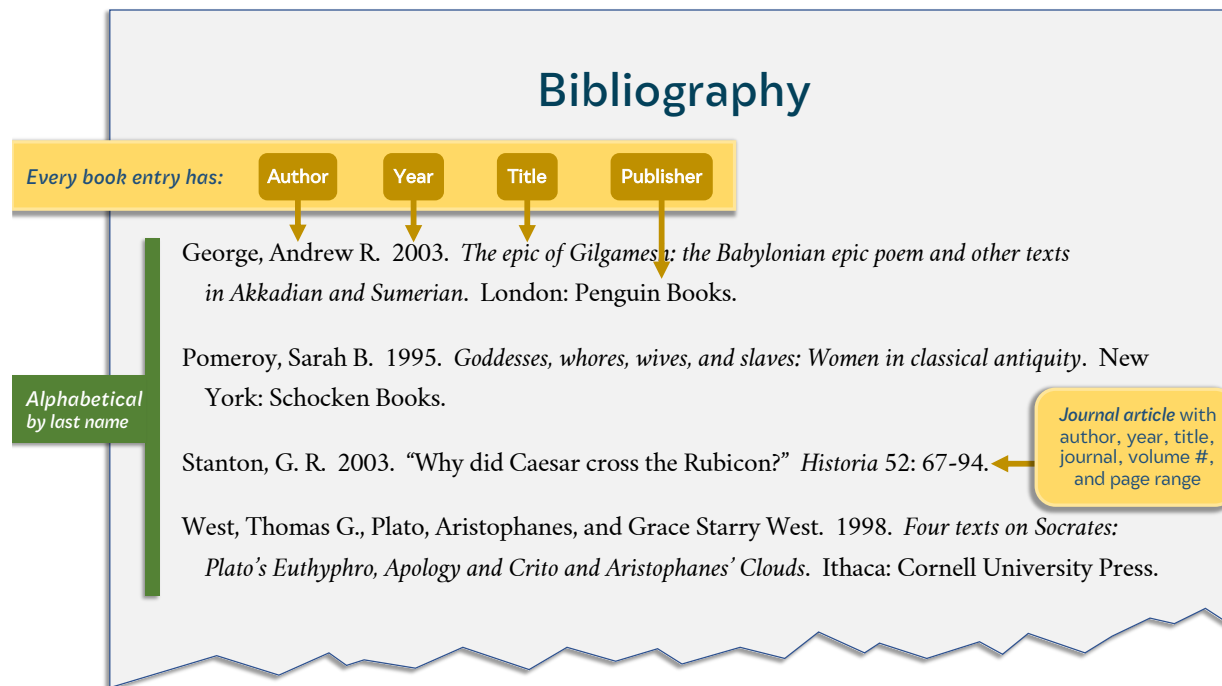 Bibliography
Every book entry has: Author Year Title Publisher
George, Andrew R. 2003. The epic of Gilgamesh: the Babylonian epic poem and other texts
in Akkadian and Sumerian. London: Penguin Books.
Pomeroy, Sarah B. 1995. Goddesses, whores, wives, and slaves: Women in classical antiquity. New
York: Schocken Books.
Alphabetical
by last name
Stanton, G. R. 2003. “Why did Caesar cross the Rubicon?” Historia 52: 67-94.
Journal article with
author, year, title,
journal, volume #,
and page range
West, Thomas G., Plato, Aristophanes, and Grace Starry West. 1998. Four texts on Socrates:
Plato’s Euthyphro, Apology and Crito and Aristophanes’ Clouds. Ithaca: Cornell University Press.